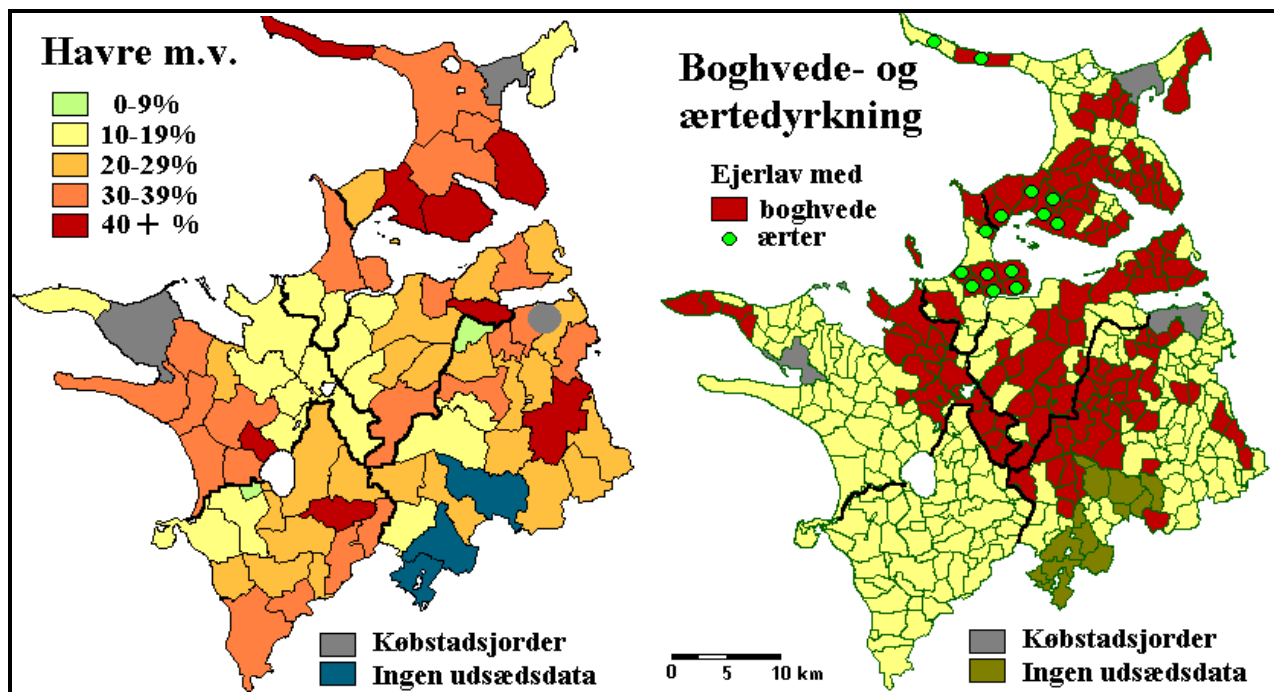 Havre m.v.
0-9%
10-19%
20-29%
30-39%
40 + %
Købstadsjorder
Ingen udsædsdata
Boghvede- og
ærtedyrkning
Ejerlav med
boghvede
ærter
0 5 10 km
Købstadsjorder
Ingen udsædsdata